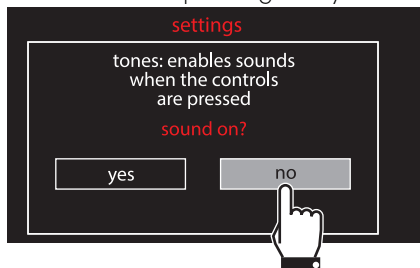 settings
tones: enables sounds
when the controls
are pressed
sound on?
yes
no